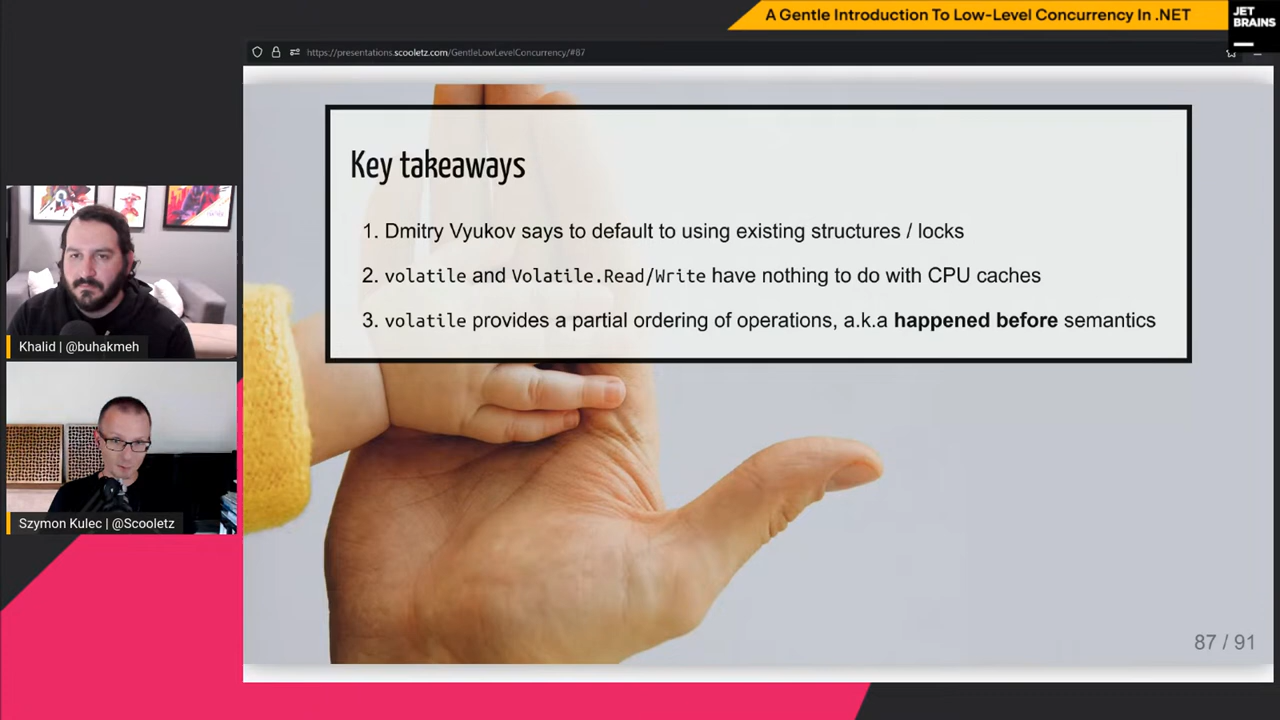 A Gentle Introduction To Low-Level Concurrency In .NET
JET
BRAINS
https://presentations.scooletz.com/GentleLowLevelConcurrency/#87
Key takeaways
1. Dmitry Vyukov says to default to using existing structures / locks
2. volatile and Volatile.Read/Write have nothing to do with CPU caches
3. volatile provides a partial ordering of operations, a.k.a happened before semantics
Khalid | @buhakmeh
Szymon Kulec | @Scooletz
87 / 91